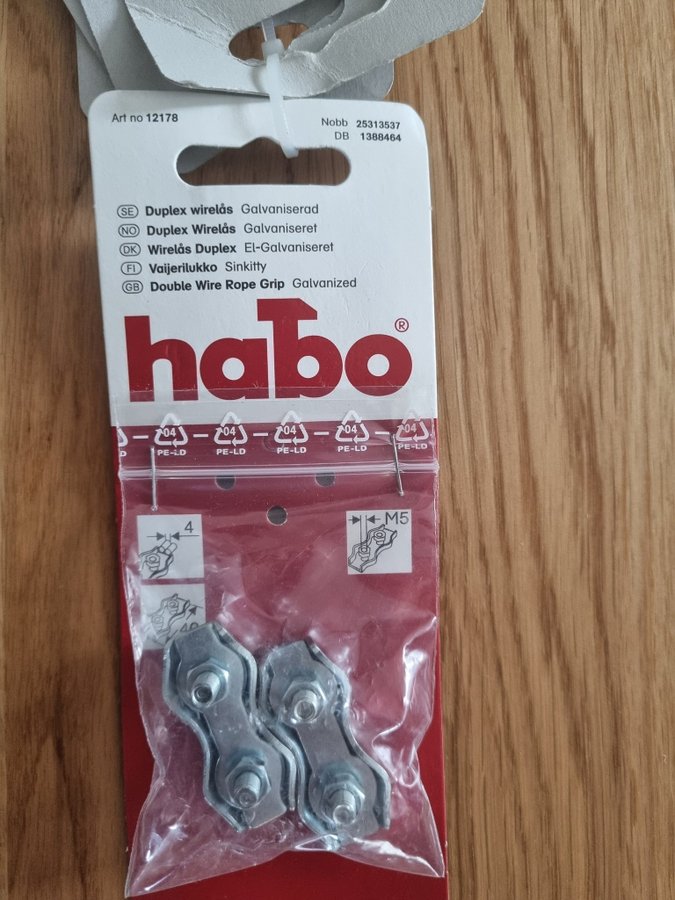 Art no 12178
Nobb 25313537
DB 1388464
SE Duplex wirelås Galvaniserad
NO Duplex Wirelås Galvaniseret
DK Wirelås Duplex El-Galvaniseret
FI Vaijerilukko Sinkitty
GB Double Wire Rope Grip Galvanized
habo®
04 04 04 04 04
PE-LD PE-LD PE-LD PE-LD
4
M5